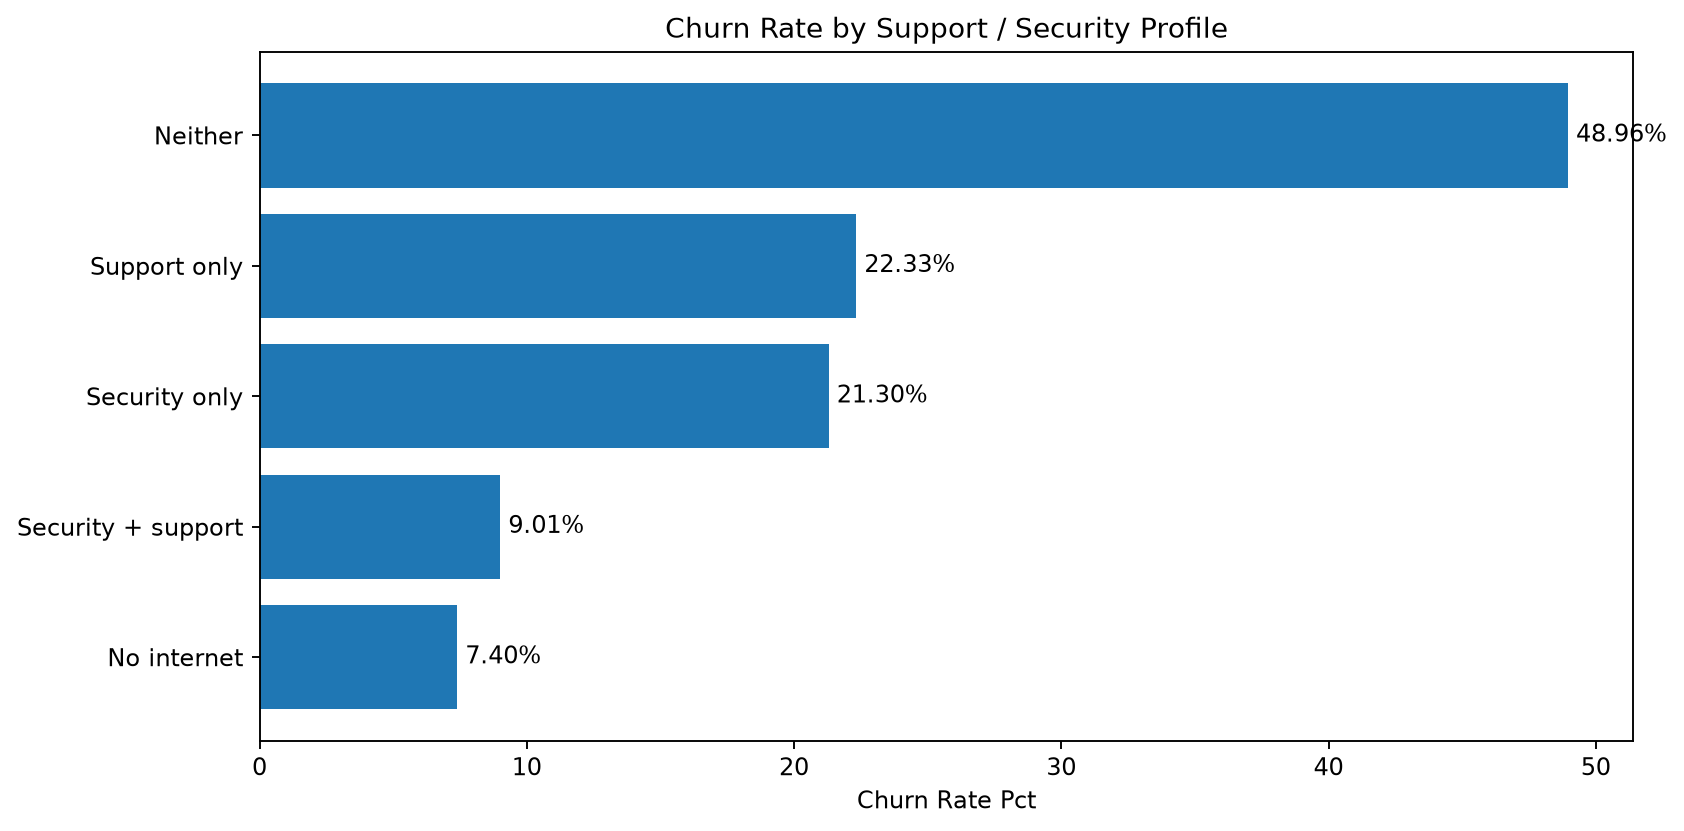 Churn Rate by Support / Security Profile
Neither
48.96%
Support only
22.33%
Security only
21.30%
Security + support
9.01%
No internet
7.40%
0 10 20 30 40 50
Churn Rate Pct